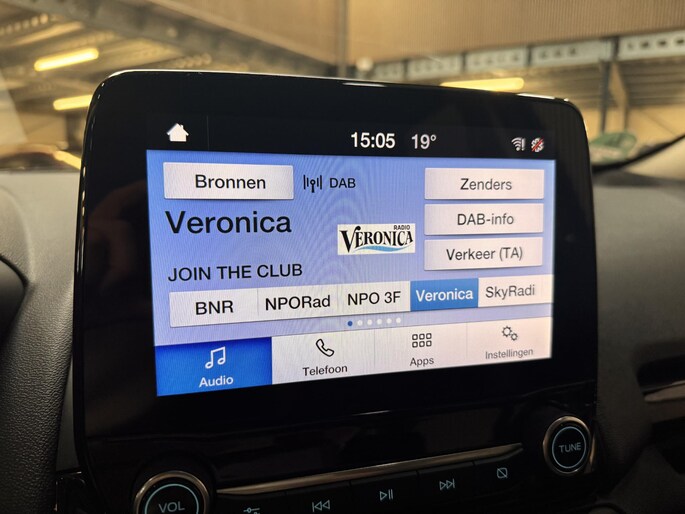 15:05 19°
Bronnen
DAB
Zenders
Veronica
RADIO
VERONICA
DAB-info
Verkeer (TA)
JOIN THE CLUB
BNR NPORad NPO 3F Veronica SkyRadi
Audio Telefoon Apps Instellingen
VOL
TUNE